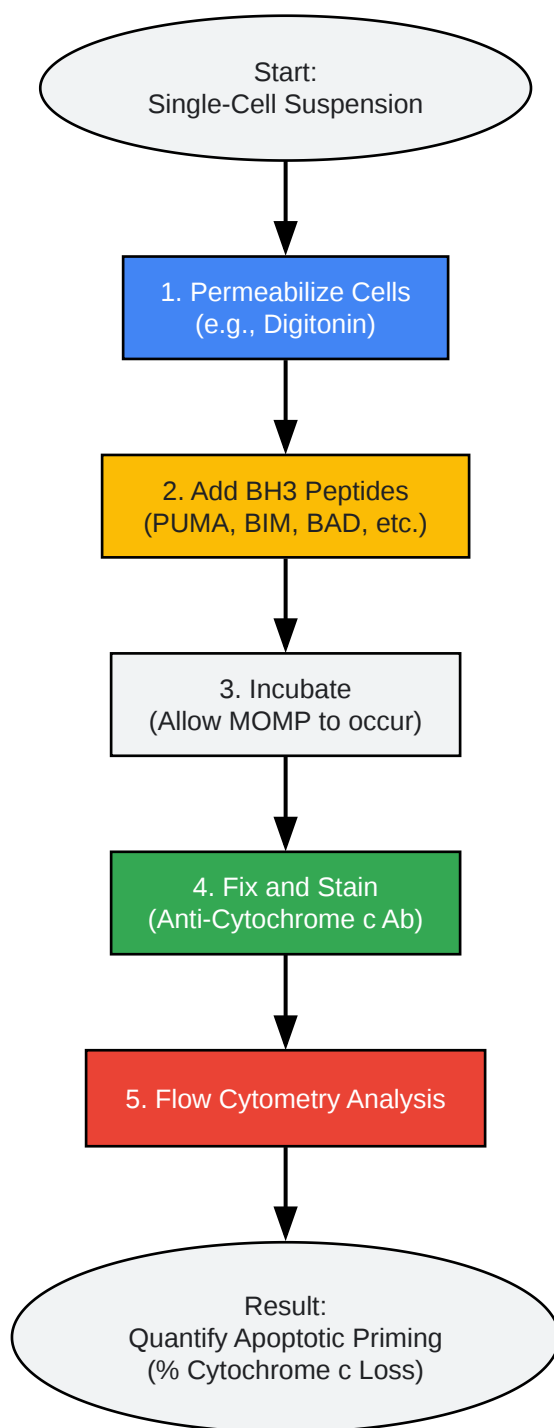 Start:
Single-Cell Suspension
1. Permeabilize Cells
(e.g., Digitonin)
2. Add BH3 Peptides
(PUMA, BIM, BAD, etc.)
3. Incubate
(Allow MOMP to occur)
4. Fix and Stain
(Anti-Cytochrome c Ab)
5. Flow Cytometry Analysis
Result:
Quantify Apoptotic Priming
(% Cytochrome c Loss)